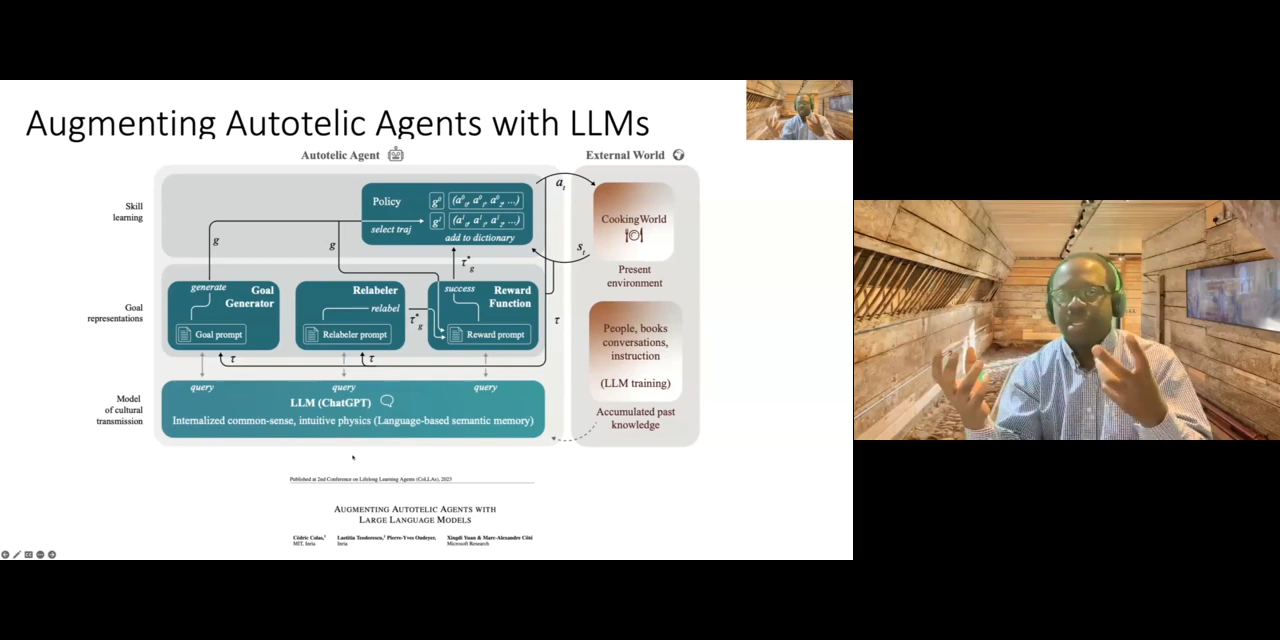 Augmenting Autotelic Agents with LLMs
Autotelic Agent
External World
Skill
learning
Policy
select traj
add to dictionary
g
g
CookingWorld
Present
environment
Goal
representations
generate
Goal
Generator
Goal prompt
Relabeler
relabel
Relabeler prompt
success
Reward
Function
Reward prompt
τ
τ
τ
People, books
conversations,
instruction
(LLM training)
Accumulated past
knowledge
query
query
query
Model
of cultural
transmission
LLM (ChatGPT)
Internalized common-sense, intuitive physics (Language-based semantic memory)
Published at 2nd Conference on Lifelong Learning Agents (CoLLAs), 2023
AUGMENTING AUTOTELIC AGENTS WITH
LARGE LANGUAGE MODELS
Cédric Colas,¹ Laetitia Teodorescu,¹ Pierre-Yves Oudeyer, Xingdi Yuan & Marc-Alexandre Côté
MIT, Inria Inria Microsoft Research